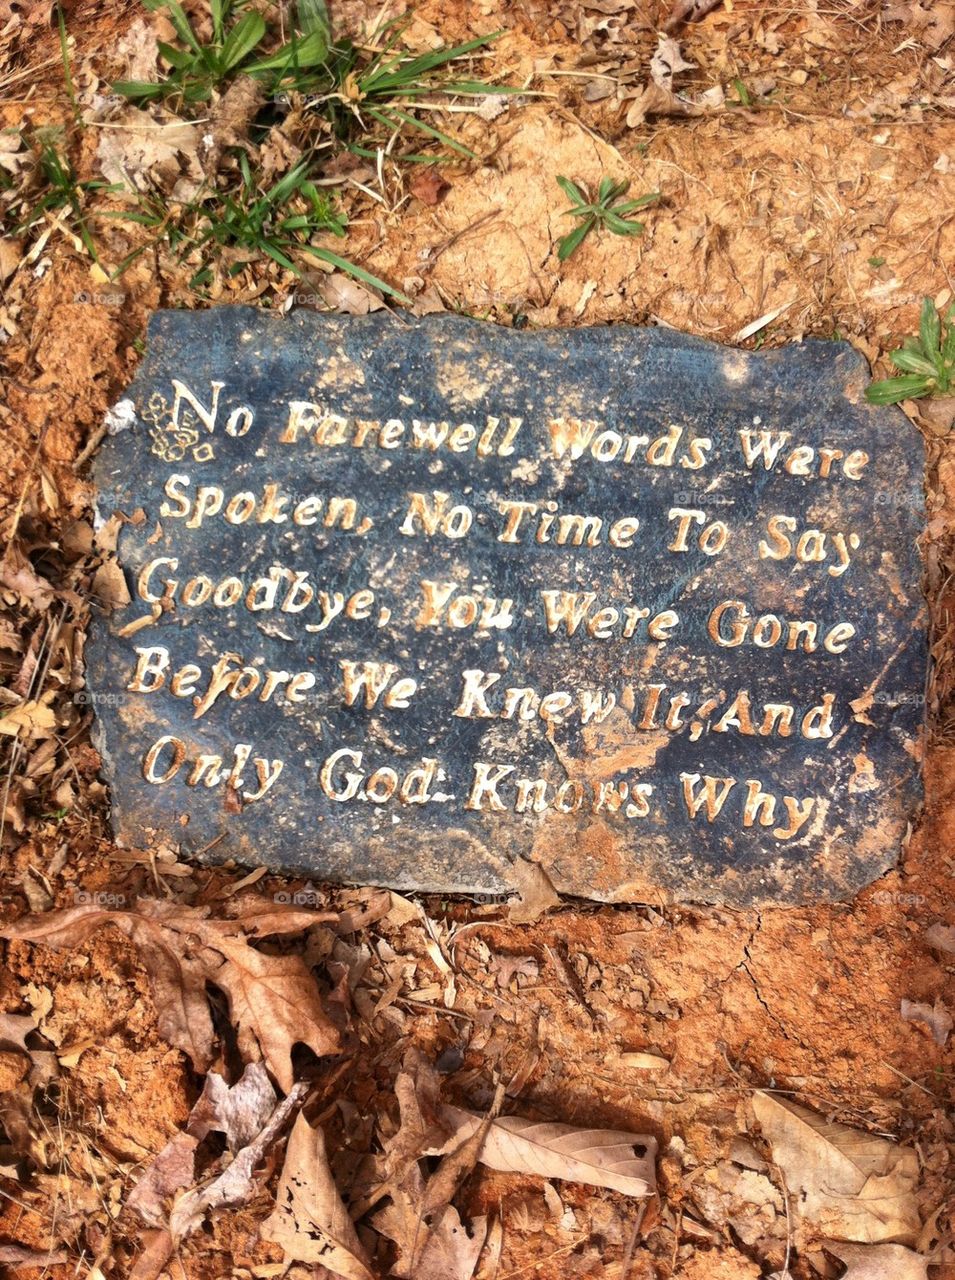 No Farewell Words Were
Spoken, No Time To Say
Goodbye, You Were Gone
Before We Knew It, And
Only God Knows Why